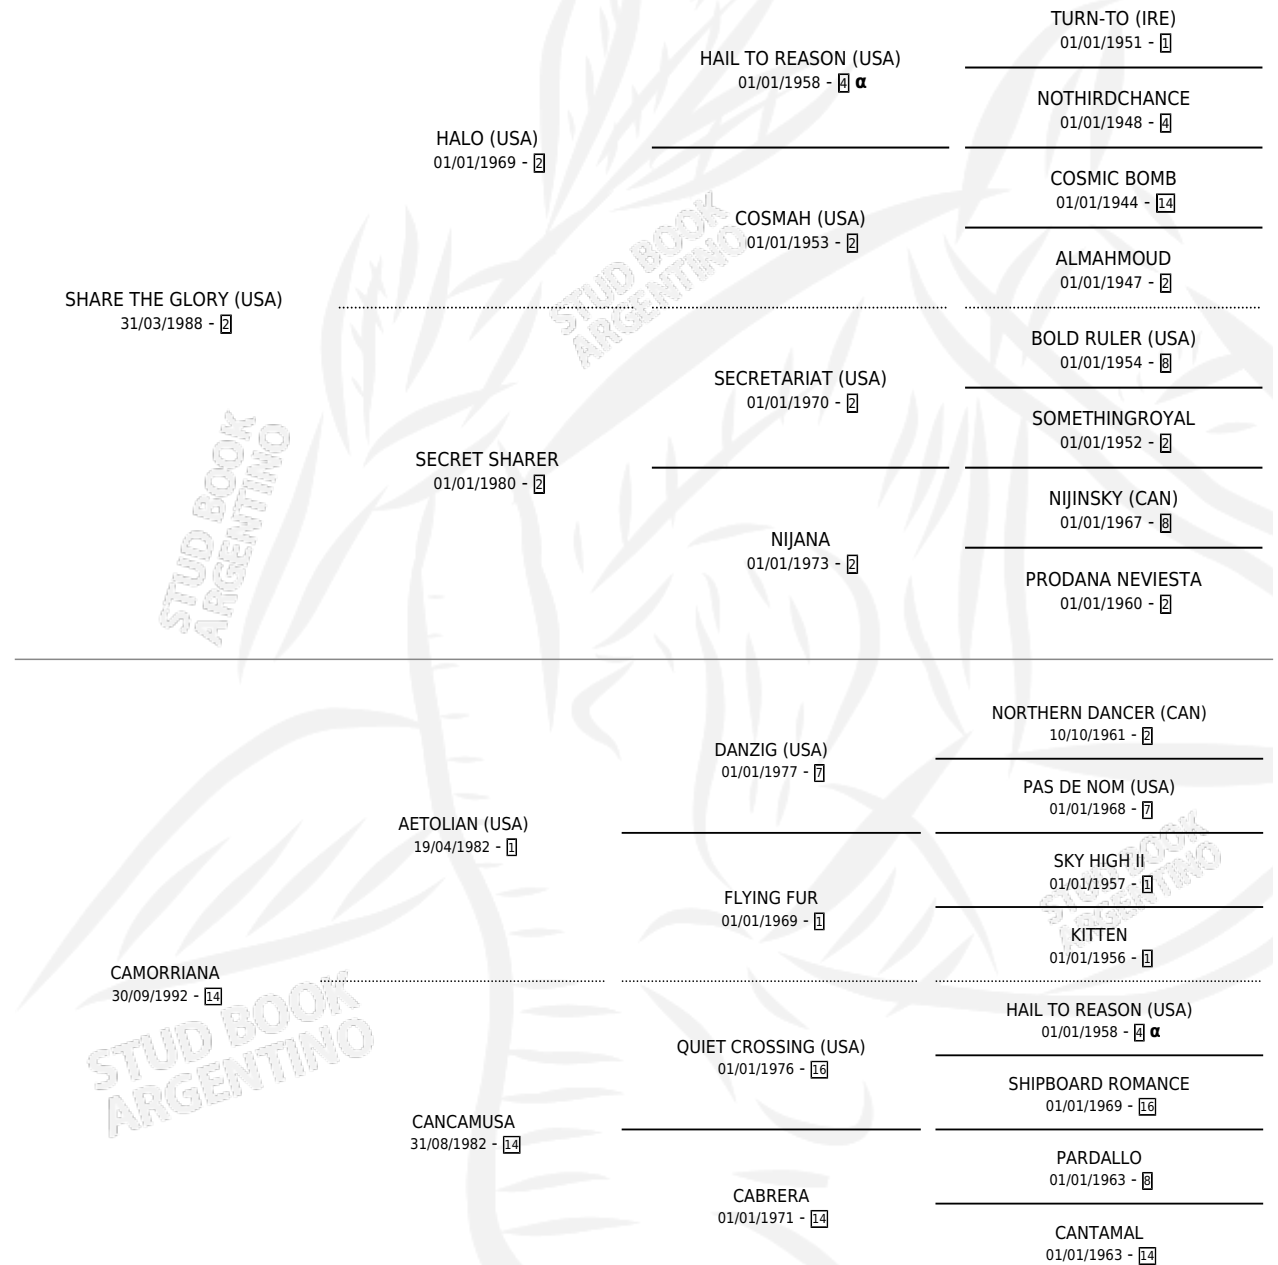 TURN-TO (IRE)
01/01/1951 - 1
HAIL TO REASON (USA)
01/01/1958 - 4 α
NOTHIRDCHANCE
01/01/1948 - 4
HALO (USA)
01/01/1969 - 2
COSMIC BOMB
01/01/1944 - 14
COSMAH (USA)
01/01/1953 - 2
ALMAHMOUD
01/01/1947 - 2
SHARE THE GLORY (USA)
31/03/1988 - 2
STUD BOOK
ARGENTINO
BOLD RULER (USA)
01/01/1954 - 8
SECRETARIAT (USA)
01/01/1970 - 2
SOMETHINGROYAL
01/01/1952 - 2
SECRET SHARER
01/01/1980 - 2
STUD BOOK
ARGENTINO
NIJINSKY (CAN)
01/01/1967 - 8
NIJANA
01/01/1973 - 2
PRODANA NEVIESTA
01/01/1960 - 2
NORTHERN DANCER (CAN)
10/10/1961 - 2
DANZIG (USA)
01/01/1977 - 7
PAS DE NOM (USA)
01/01/1968 - 7
AETOLIAN (USA)
19/04/1982 - 1
SKY HIGH II
01/01/1957 - 1
STUD BOOK
ARGENTINO
FLYING FUR
01/01/1969 - 1
KITTEN
01/01/1956 - 1
CAMORRIANA
30/09/1992 - 14
STUD BOOK
ARGENTINO
HAIL TO REASON (USA)
01/01/1958 - 4 α
QUIET CROSSING (USA)
01/01/1976 - 16
SHIPBOARD ROMANCE
01/01/1969 - 16
CANCAMUSA
31/08/1982 - 14
PARDALLO
01/01/1963 - 8
CABRERA
01/01/1971 - 14
CANTAMAL
01/01/1963 - 14